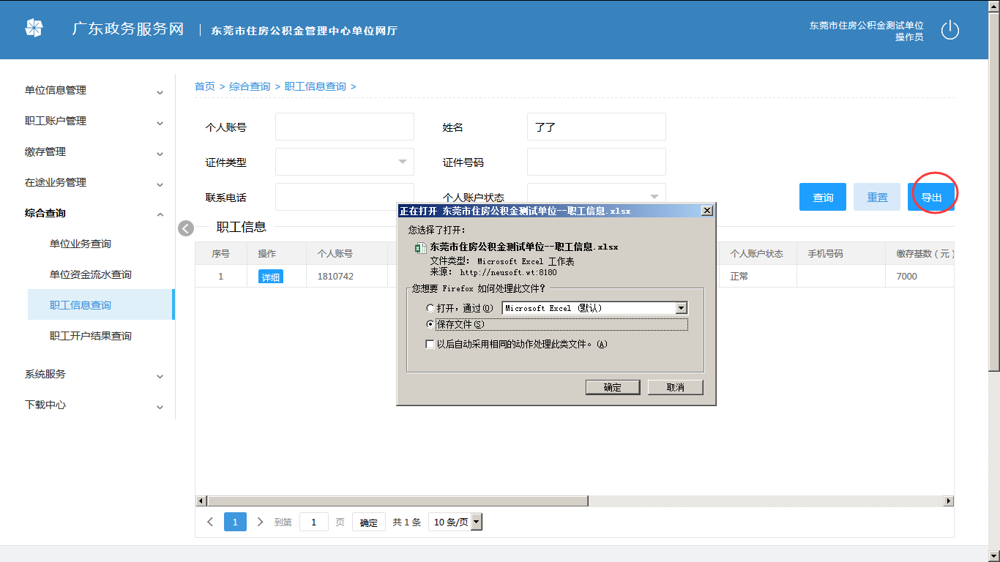 广东政务服务网 | 东莞市住房公积金管理中心单位网厅
东莞市住房公积金测试单位
操作员
单位信息管理
职工账户管理
缴存管理
在途业务管理
综合查询
单位业务查询
单位资金流水查询
职工信息查询
职工开户结果查询
系统服务
下载中心
首页 > 综合查询 > 职工信息查询 >
个人账号
姓名 了了
证件类型
证件号码
联系电话
个人账户状态
查询 重置 导出
职工信息
序号 操作 个人账号 个人账户状态 手机号码 缴存基数（元）
1 详细 1810742 正常 7000
正在打开 东莞市住房公积金测试单位--职工信息.xlsx
您选择了打开：
东莞市住房公积金测试单位--职工信息.xlsx
文件类型： Microsoft Excel 工作表
来源： http://neusoft.wt:8180
您想要 Firefox 如何处理此文件？
打开，通过(O) Microsoft Excel (默认)
保存文件(S)
以后自动采用相同的动作处理此类文件。(A)
确定 取消
1 到第 1 页 确定 共 1 条 10 条/页